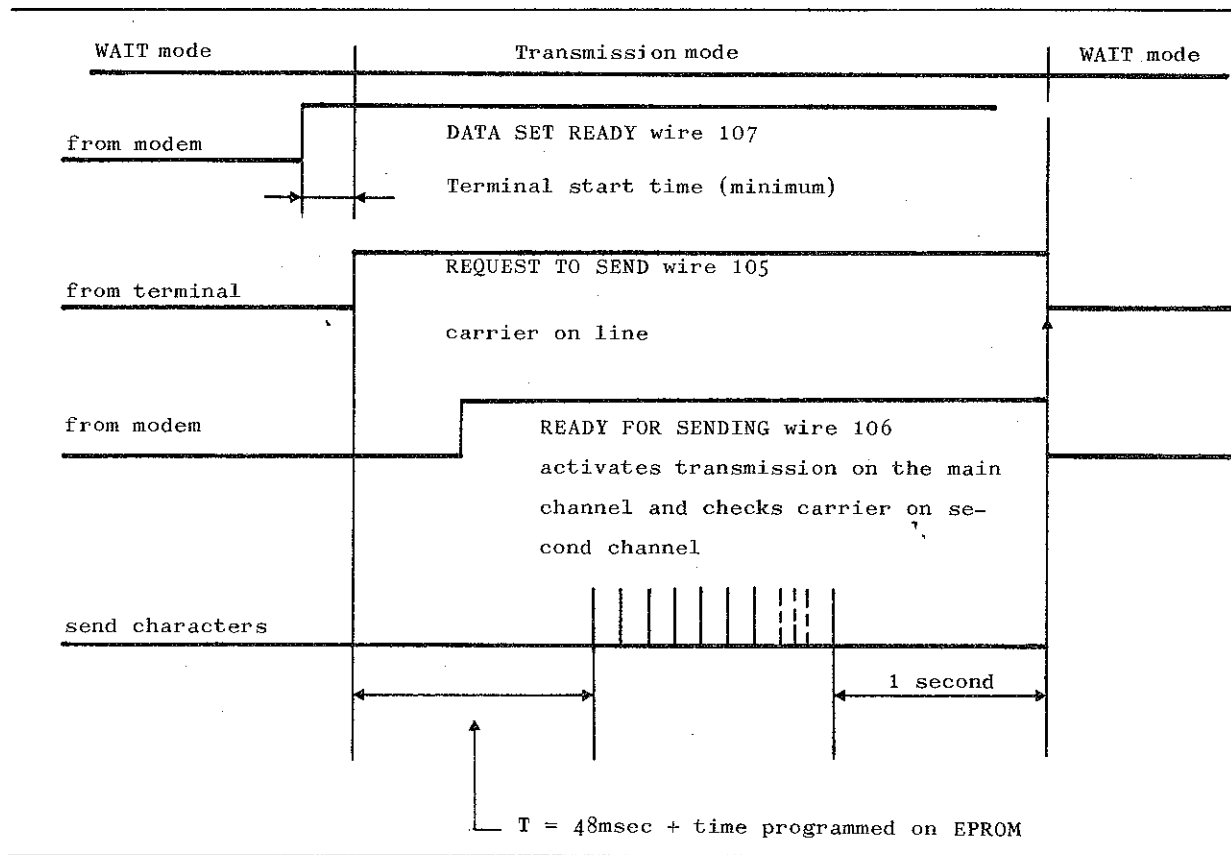 WAIT mode
Transmission mode
WAIT mode
from modem
DATA SET READY wire 107
Terminal start time (minimum)
from terminal
REQUEST TO SEND wire 105
carrier on line
from modem
READY FOR SENDING wire 106
activates transmission on the main
channel and checks carrier on se-
cond channel
send characters
1 second
T = 48msec + time programmed on EPROM